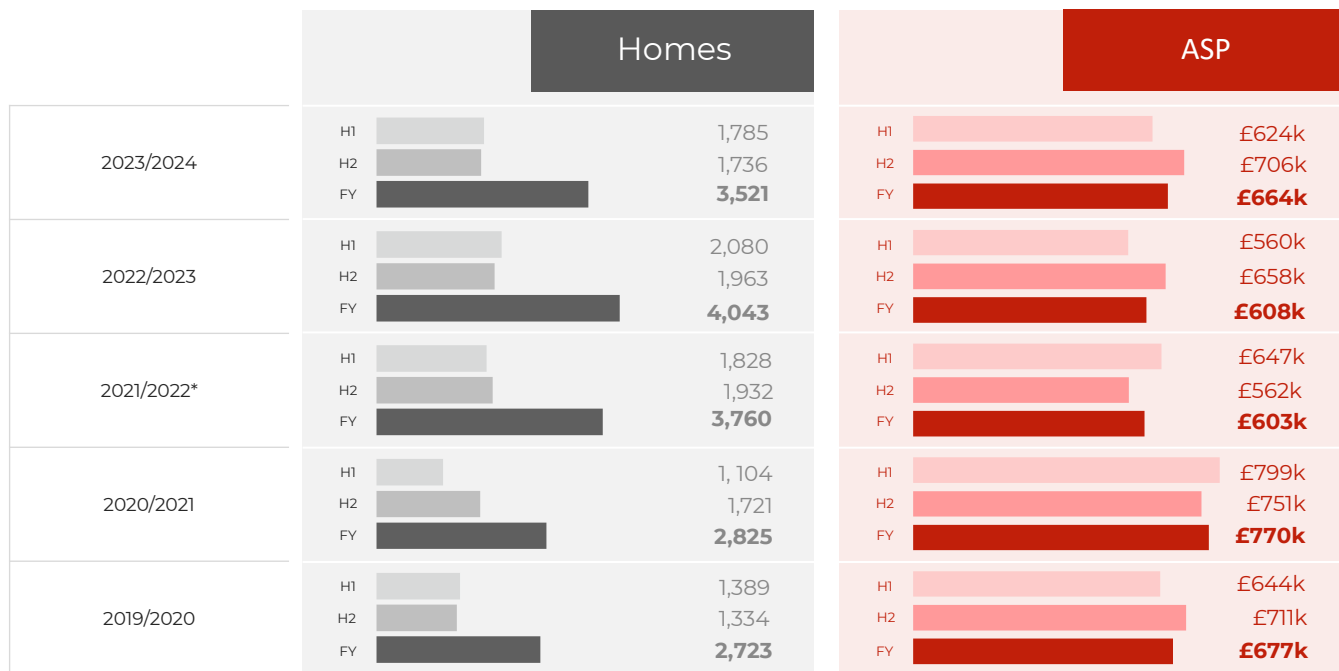 Homes ASP
2023/2024
H1 1,785 H1 £624k
H2 1,736 H2 £706k
FY 3,521 FY £664k
2022/2023
H1 2,080 H1 £560k
H2 1,963 H2 £658k
FY 4,043 FY £608k
2021/2022*
H1 1,828 H1 £647k
H2 1,932 H2 £562k
FY 3,760 FY £603k
2020/2021
H1 1, 104 H1 £799k
H2 1,721 H2 £751k
FY 2,825 FY £770k
2019/2020
H1 1,389 H1 £644k
H2 1,334 H2 £711k
FY 2,723 FY £677k